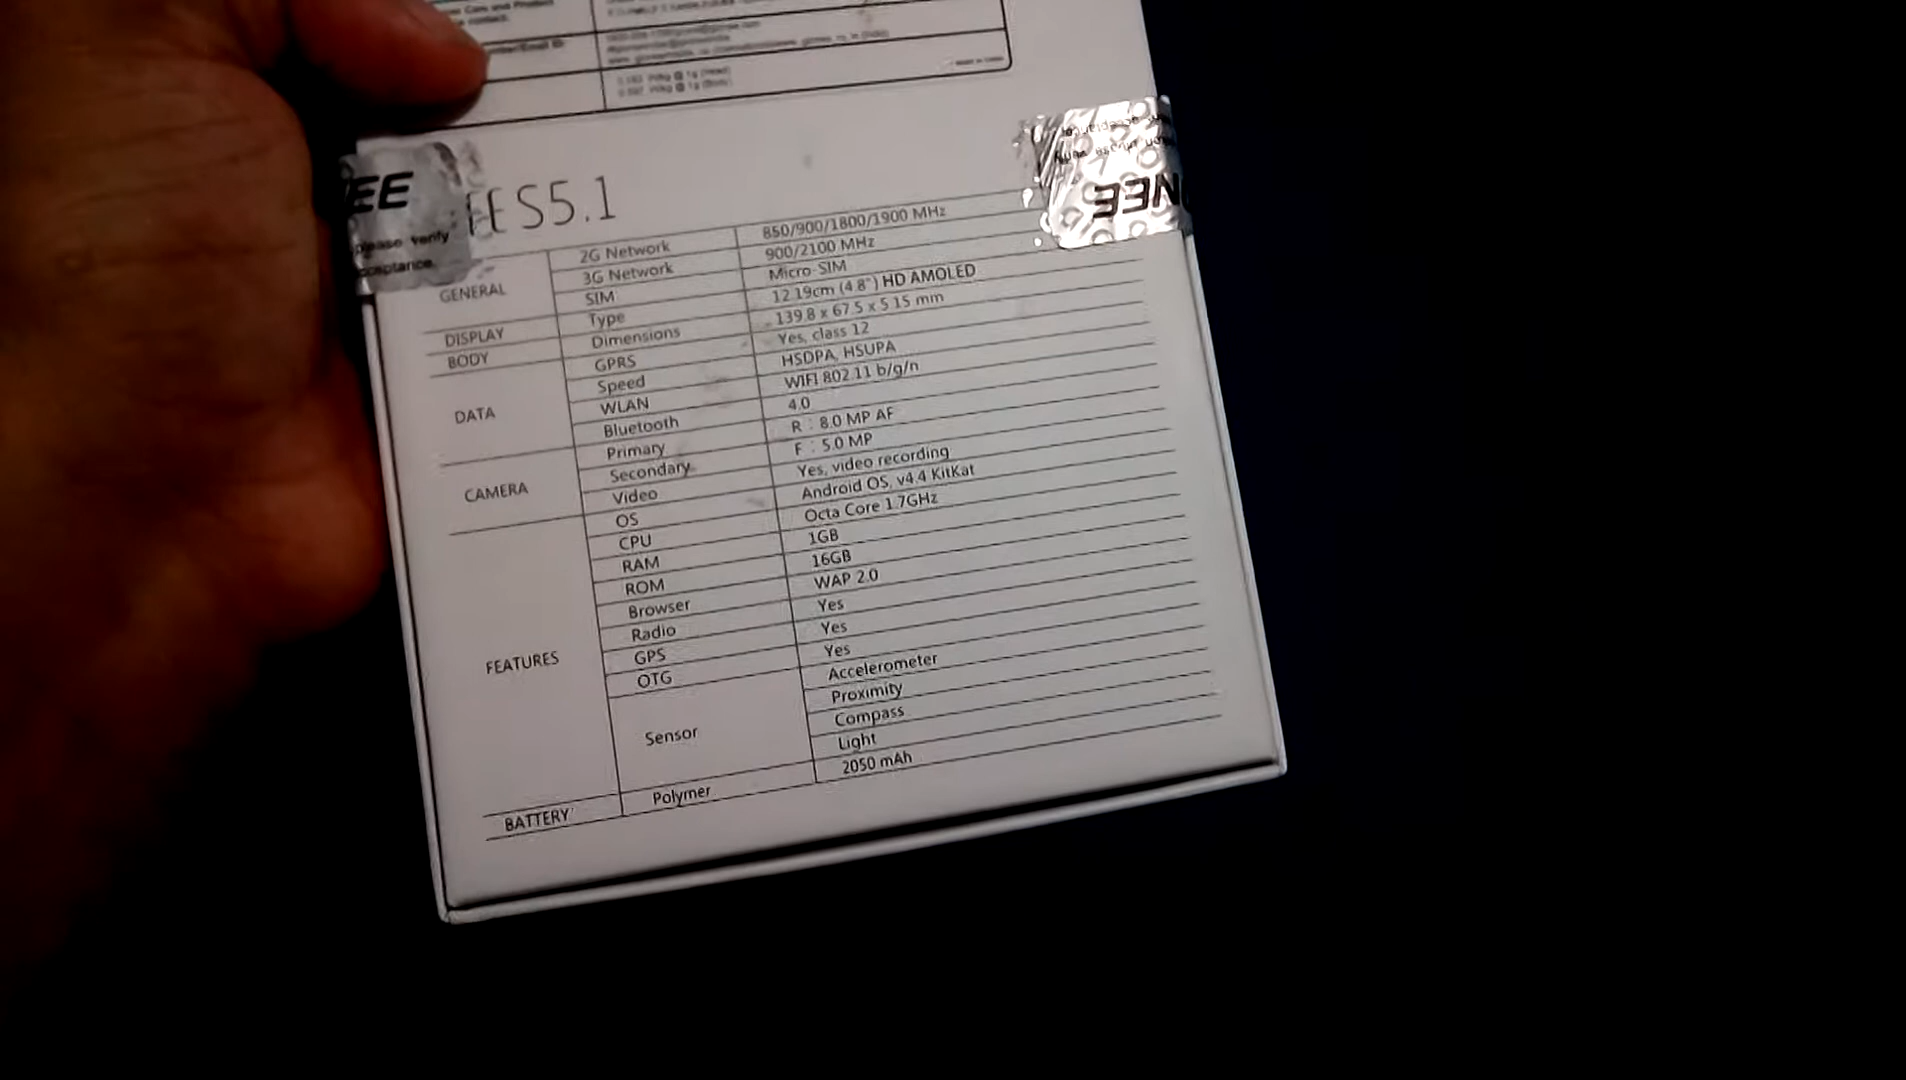 EE
please verify
cceptance.
EE S5.1
NEE
GENERAL
2G Network 850/900/1800/1900 MHz
3G Network 900/2100 MHz
SIM Micro-SIM
DISPLAY Type 12.19cm (4.8") HD AMOLED
BODY Dimensions 139.8 x 67.5 x 5.15 mm
DATA
GPRS Yes, class 12
Speed HSDPA, HSUPA
WLAN WIFI 802.11 b/g/n
Bluetooth 4.0
CAMERA
Primary R : 8.0 MP AF
Secondary F : 5.0 MP
Video Yes, video recording
FEATURES
OS Android OS, v4.4 KitKat
CPU Octa Core 1.7GHz
RAM 1GB
ROM 16GB
Browser WAP 2.0
Radio Yes
GPS Yes
OTG Yes
Sensor Accelerometer
Proximity
Compass
Light
BATTERY Polymer 2050 mAh